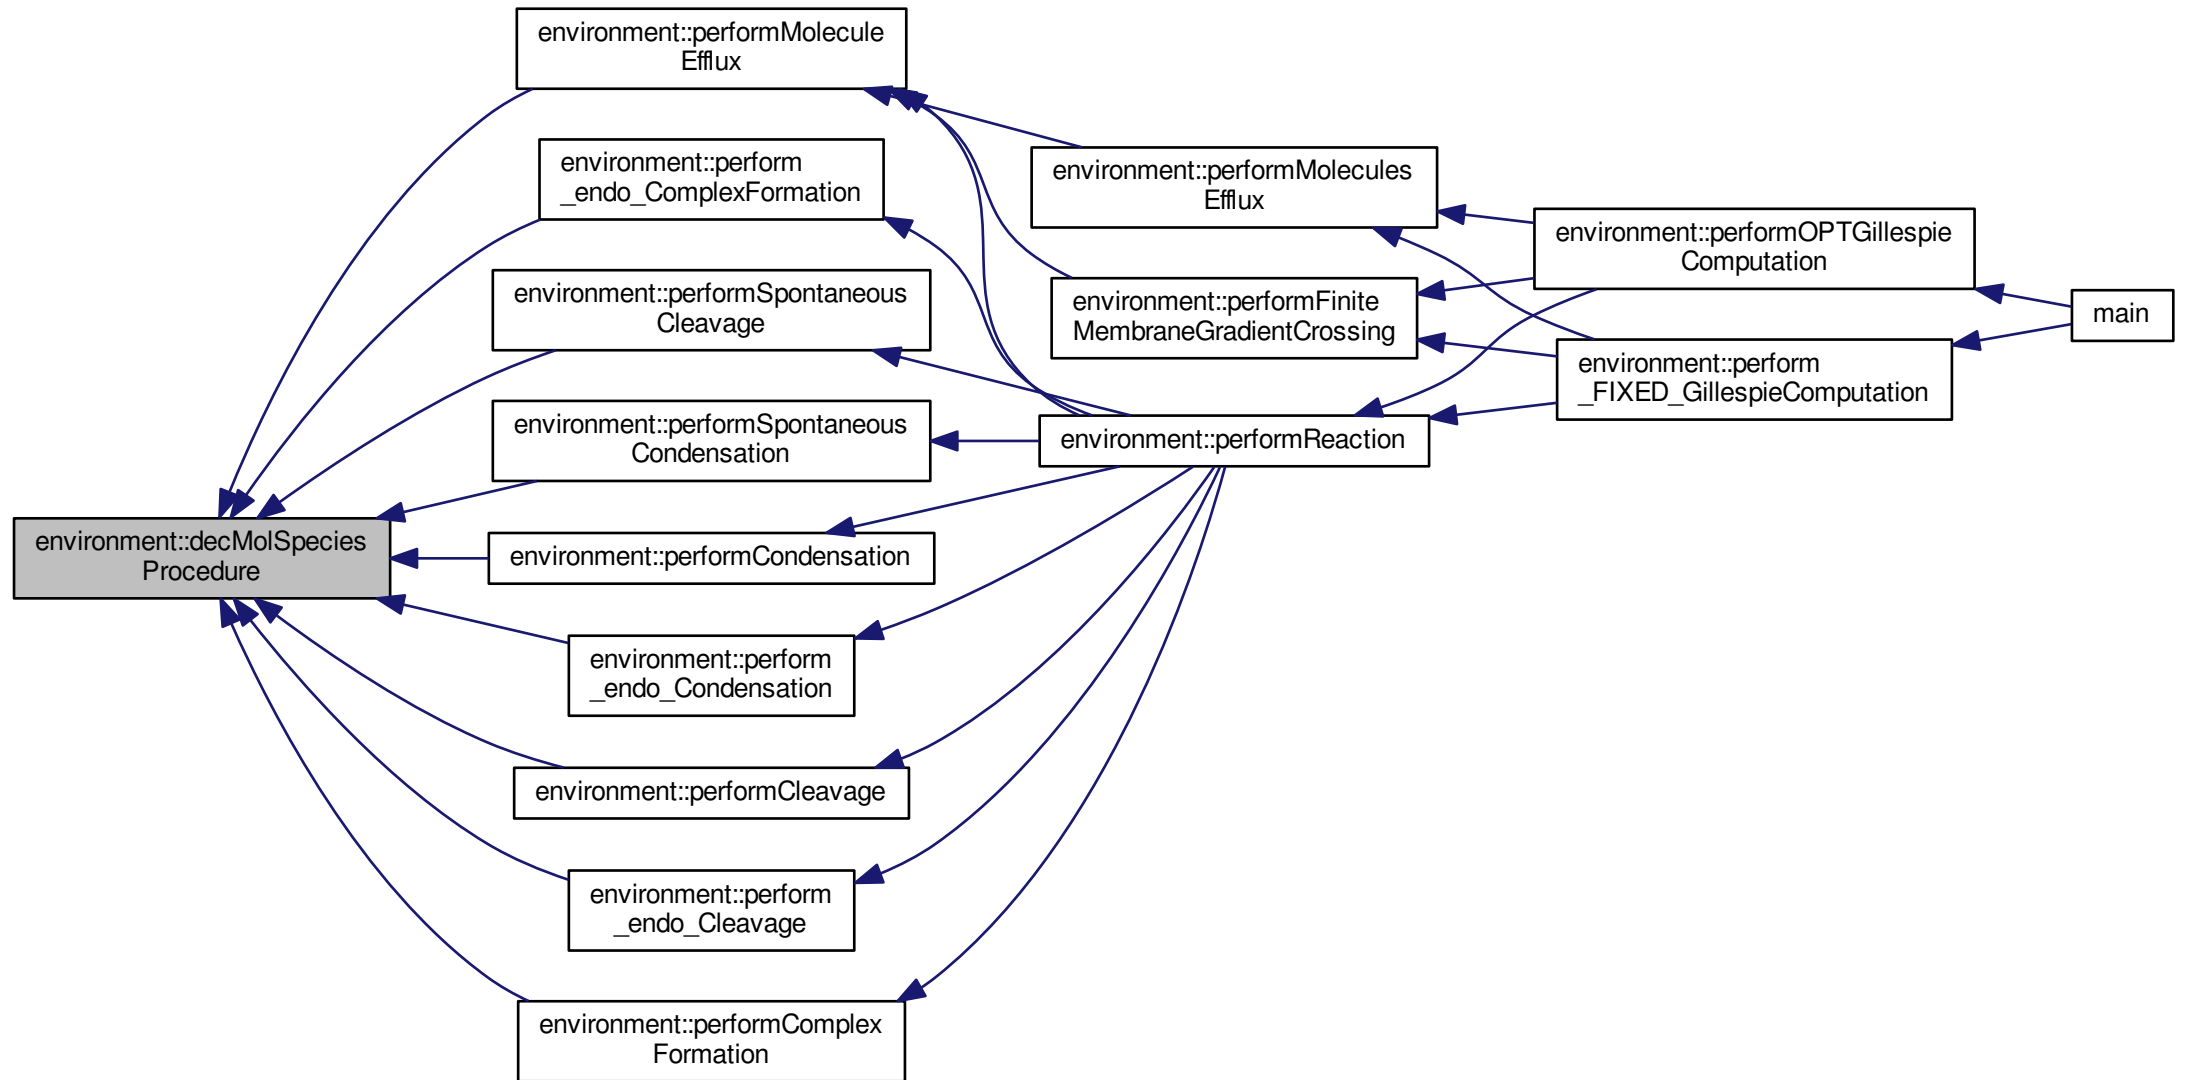 environment::performMolecule
Efflux
environment::perform
_endo_ComplexFormation
environment::performSpontaneous
Cleavage
environment::performSpontaneous
Condensation
environment::decMolSpecies
Procedure
environment::performCondensation
environment::perform
_endo_Condensation
environment::performCleavage
environment::perform
_endo_Cleavage
environment::performComplex
Formation
environment::performMolecules
Efflux
environment::performFinite
MembraneGradientCrossing
environment::performReaction
environment::performOPTGillespie
Computation
environment::perform
_FIXED_GillespieComputation
main